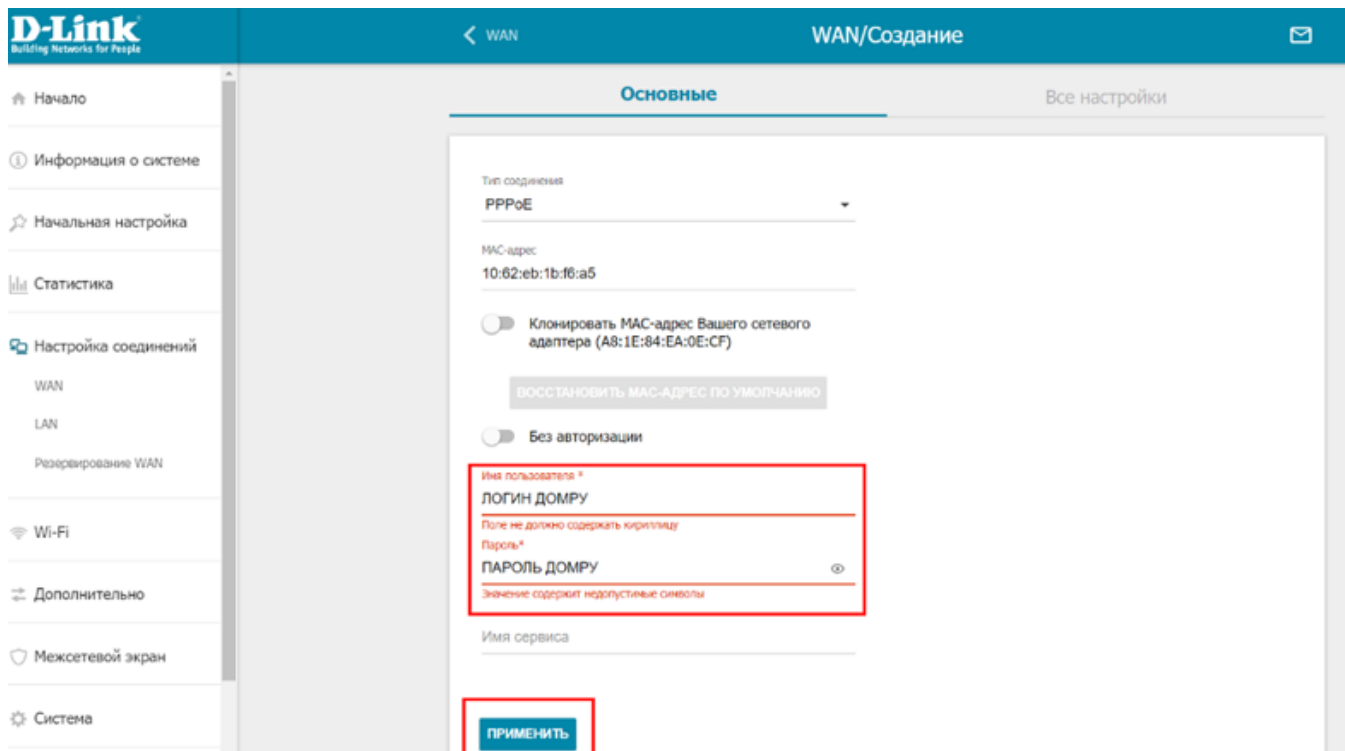 D-Link
Building Networks for People
WAN
WAN/Создание
Начало
Информация о системе
Начальная настройка
Статистика
Настройка соединений
WAN
LAN
Резервирование WAN
Wi-Fi
Дополнительно
Межсетевой экран
Система
Основные
Все настройки
Тип соединения
PPPoE
MAC-адрес
10:62:eb:1b:f6:a5
Клонировать MAC-адрес Вашего сетевого
адаптера (A8:1E:84:EA:0E:CF)
ВОССТАНОВИТЬ MAC-АДРЕС ПО УМОЛЧАНИЮ
Без авторизации
Имя пользователя *
ЛОГИН ДОМРУ
Поле не должно содержать кириллицу
Пароль*
ПАРОЛЬ ДОМРУ
Значение содержит недопустимые символы
Имя сервиса
ПРИМЕНИТЬ